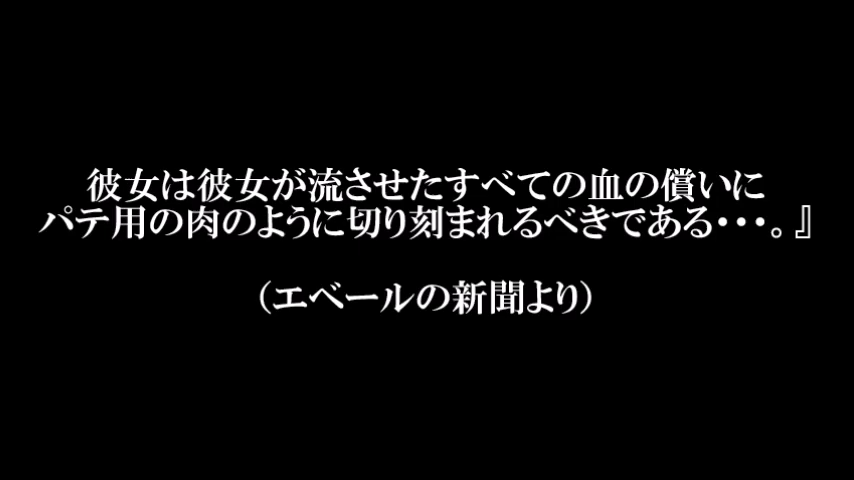 彼女は彼女が流させたすべての血の償いに
パテ用の肉のように切り刻まれるべきである・・・。』
（エベールの新聞より）